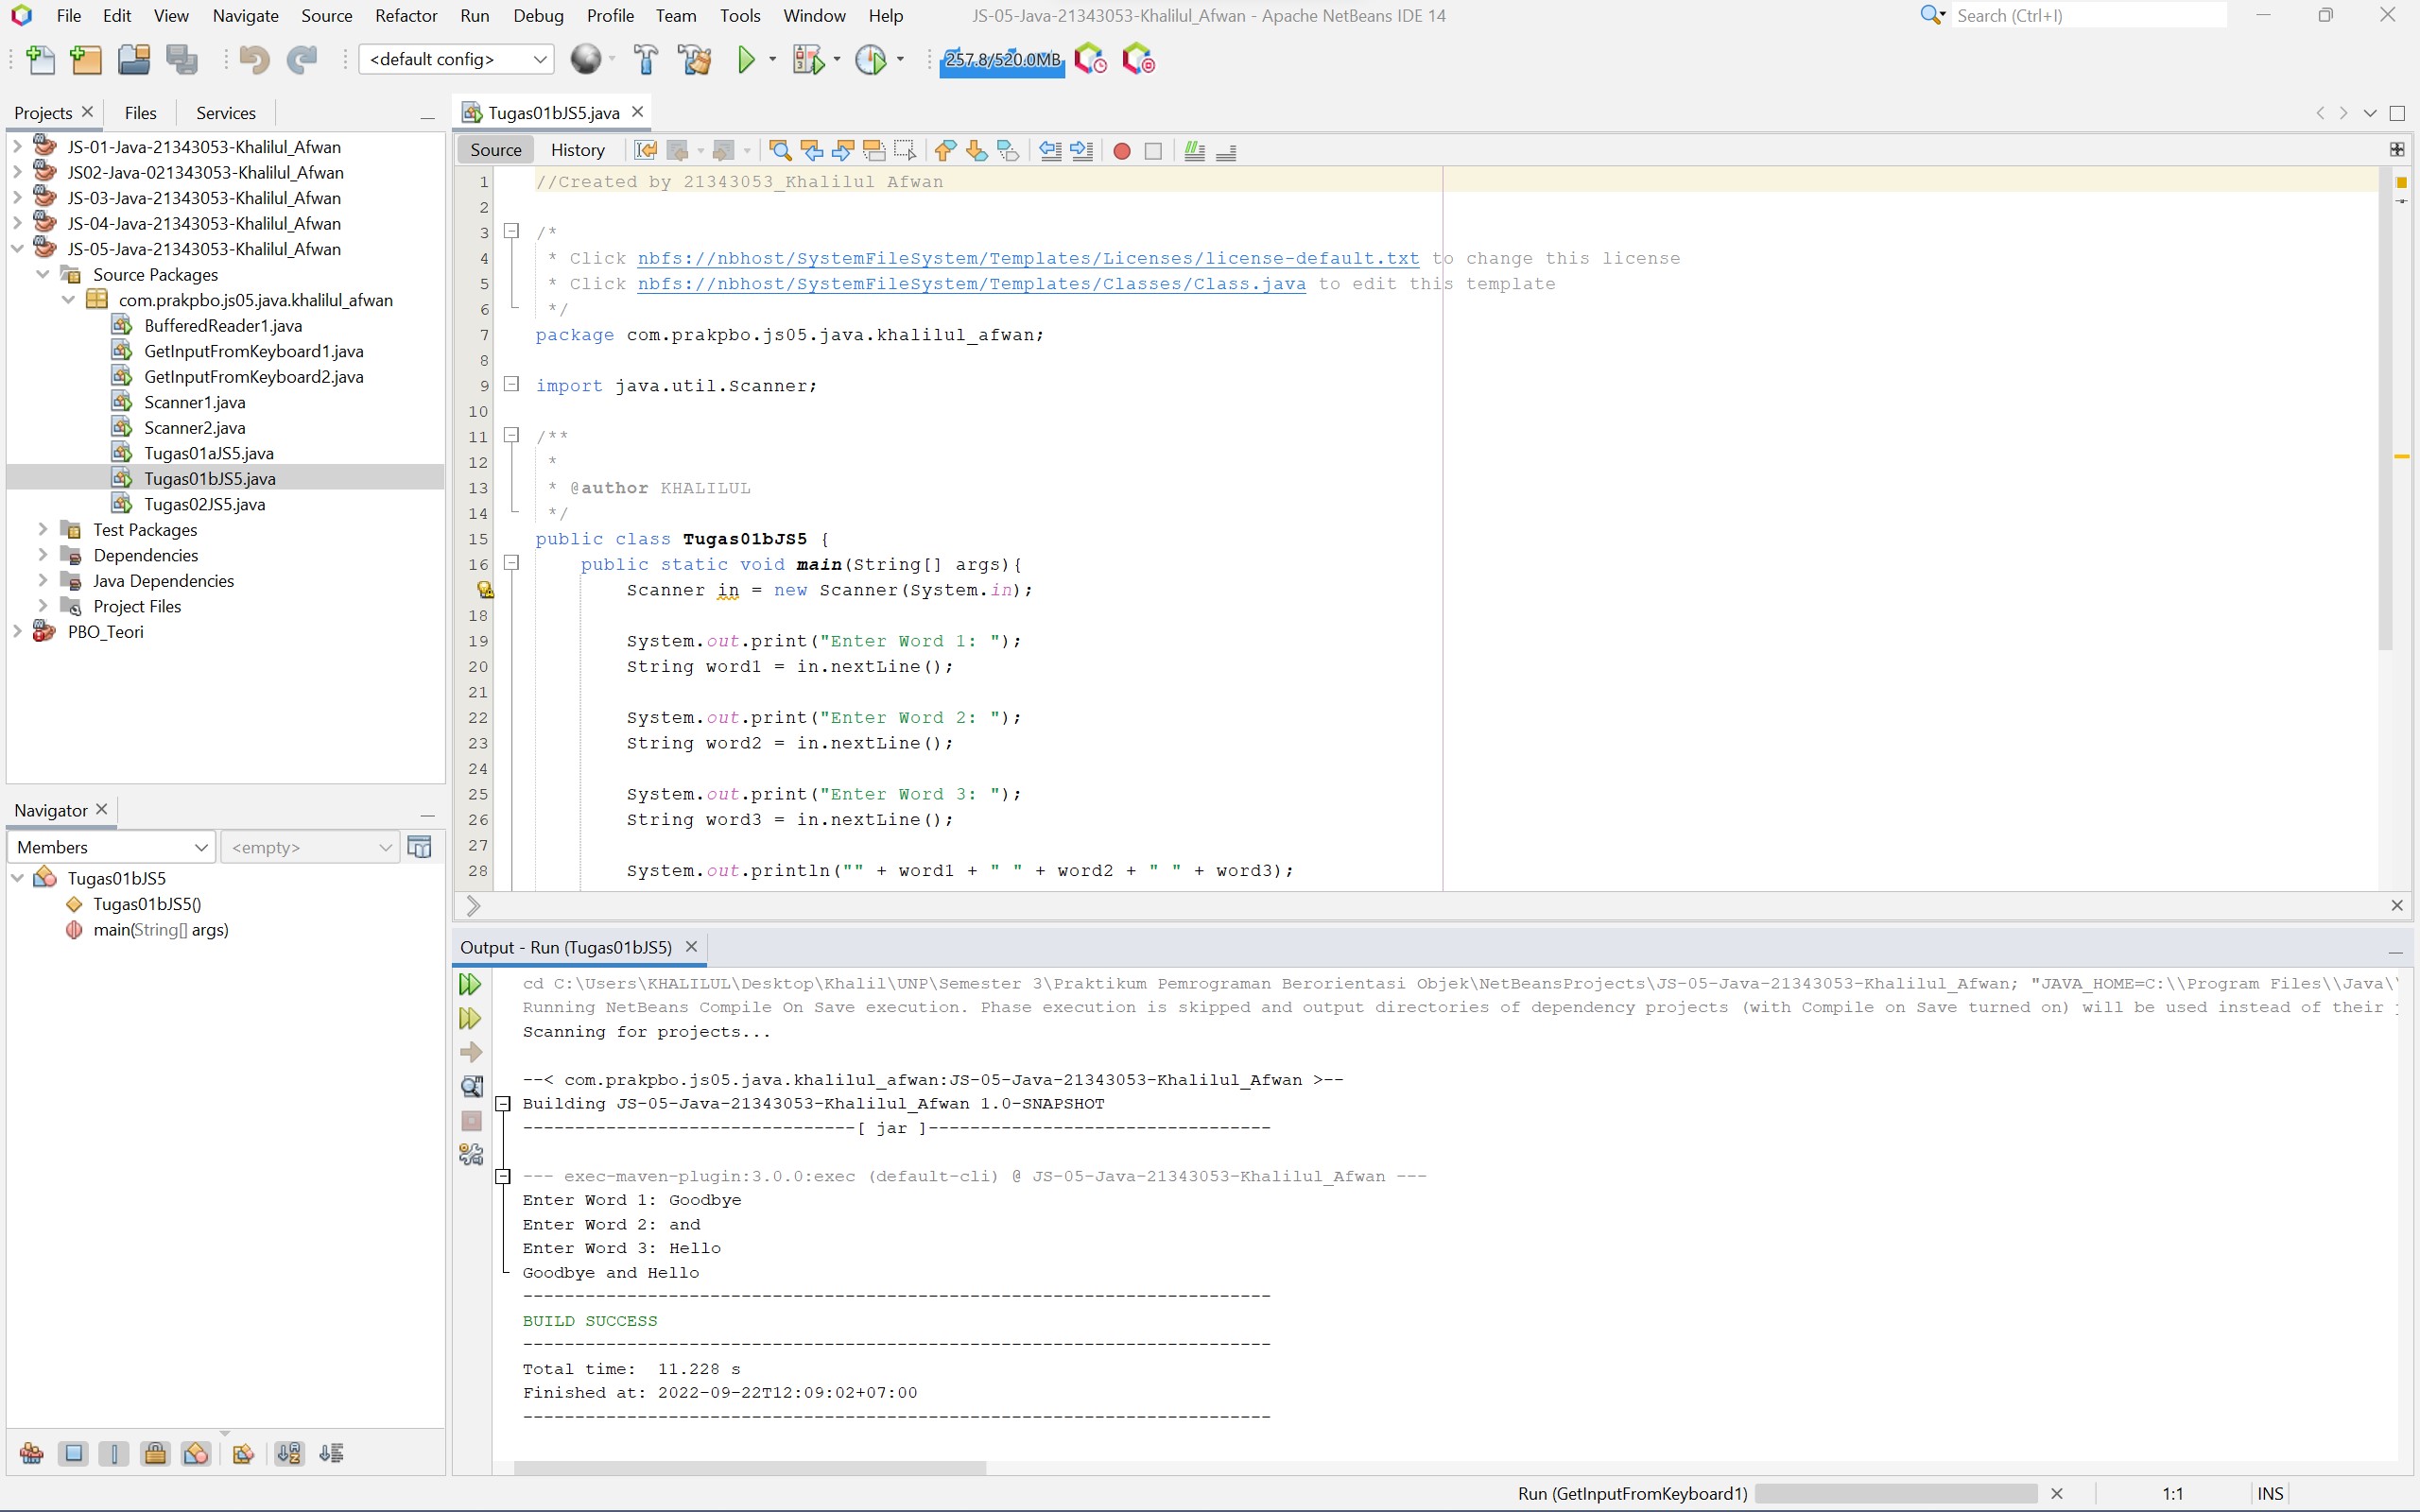 File Edit View Navigate Source Refactor Run Debug Profile Team Tools Window Help JS-05-Java-21343053-Khalilul_Afwan - Apache NetBeans IDE 14 Search (Ctrl+I)
<default config> 257.8/520.0MB
Projects Files Services
Tugas01bJS5.java
JS-01-Java-21343053-Khalilul_Afwan
JS02-Java-021343053-Khalilul_Afwan
JS-03-Java-21343053-Khalilul_Afwan
JS-04-Java-21343053-Khalilul_Afwan
JS-05-Java-21343053-Khalilul_Afwan
Source Packages
com.prakpbo.js05.java.khalilul_afwan
BufferedReader1.java
GetInputFromKeyboard1.java
GetInputFromKeyboard2.java
Scanner1.java
Scanner2.java
Tugas01aJS5.java
Tugas01bJS5.java
Tugas02JS5.java
Test Packages
Dependencies
Java Dependencies
Project Files
PBO_Teori
Navigator
Members <empty>
Tugas01bJS5
Tugas01bJS5()
main(String[] args)
Source History
1 //Created by 21343053_Khalilul Afwan
2
3 /*
4 * Click nbfs://nbhost/SystemFileSystem/Templates/Licenses/license-default.txt to change this license
5 * Click nbfs://nbhost/SystemFileSystem/Templates/Classes/Class.java to edit this template
6 */
7 package com.prakpbo.js05.java.khalilul_afwan;
8
9 import java.util.Scanner;
10
11 /**
12 *
13 * @author KHALILUL
14 */
15 public class Tugas01bJS5 {
16 public static void main(String[] args){
Scanner in = new Scanner(System.in);
18
19 System.out.print("Enter Word 1: ");
20 String word1 = in.nextLine();
21
22 System.out.print("Enter Word 2: ");
23 String word2 = in.nextLine();
24
25 System.out.print("Enter Word 3: ");
26 String word3 = in.nextLine();
27
28 System.out.println("" + word1 + " " + word2 + " " + word3);
Output - Run (Tugas01bJS5)
cd C:\Users\KHALILUL\Desktop\Khalil\UNP\Semester 3\Praktikum Pemrograman Berorientasi Objek\NetBeansProjects\JS-05-Java-21343053-Khalilul_Afwan; "JAVA_HOME=C:\\Program Files\\Java\\
Running NetBeans Compile On Save execution. Phase execution is skipped and output directories of dependency projects (with Compile on Save turned on) will be used instead of their
Scanning for projects...
--< com.prakpbo.js05.java.khalilul_afwan:JS-05-Java-21343053-Khalilul_Afwan >--
Building JS-05-Java-21343053-Khalilul_Afwan 1.0-SNAPSHOT
--------------------------------[ jar ]---------------------------------
--- exec-maven-plugin:3.0.0:exec (default-cli) @ JS-05-Java-21343053-Khalilul_Afwan ---
Enter Word 1: Goodbye
Enter Word 2: and
Enter Word 3: Hello
Goodbye and Hello
------------------------------------------------------------------------
BUILD SUCCESS
------------------------------------------------------------------------
Total time: 11.228 s
Finished at: 2022-09-22T12:09:02+07:00
------------------------------------------------------------------------
Run (GetInputFromKeyboard1) 1:1 INS